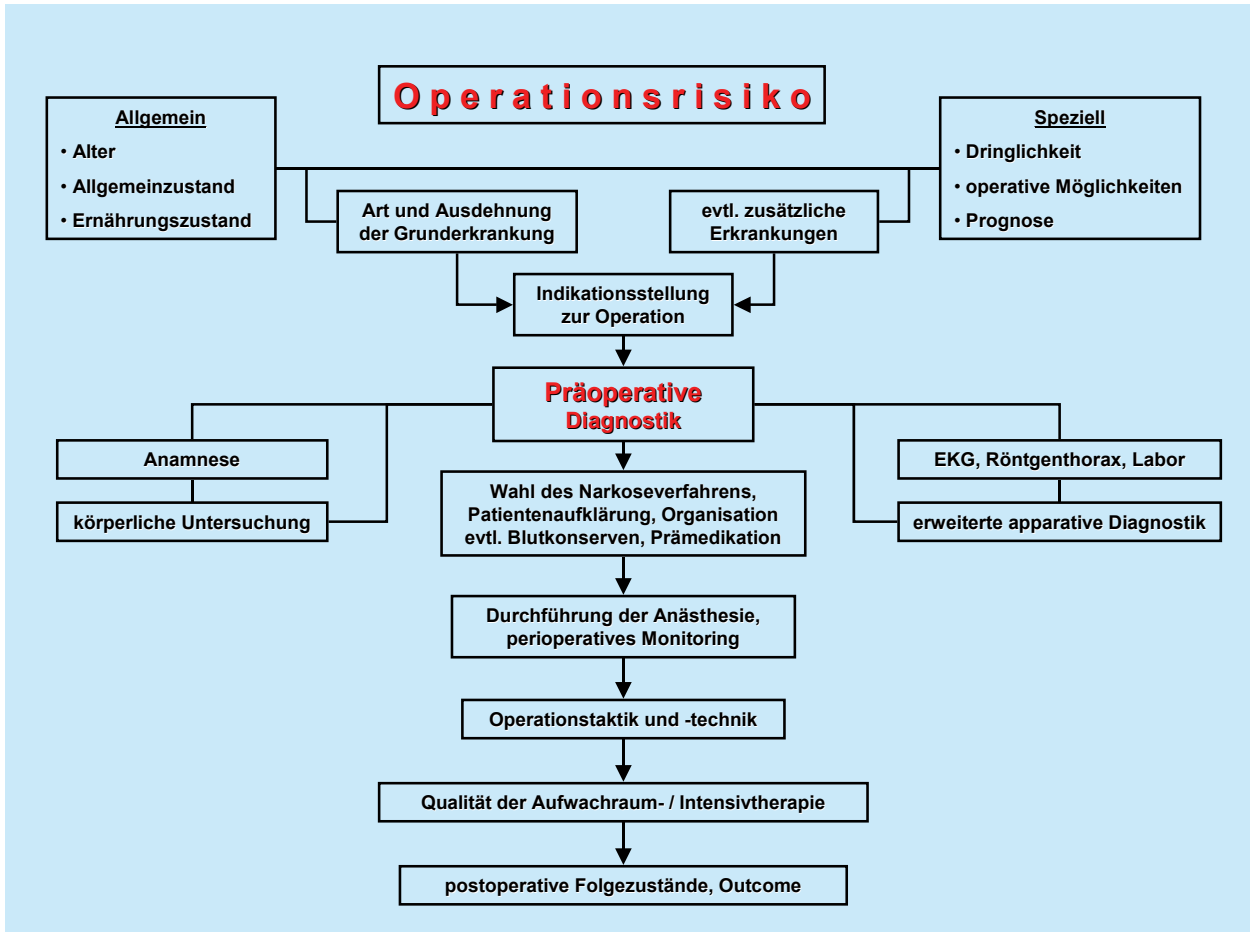 Operationsrisiko
Allgemein
• Alter
• Allgemeinzustand
• Ernährungszustand
Speziell
• Dringlichkeit
• operative Möglichkeiten
• Prognose
Art und Ausdehnung
der Grunderkrankung
evtl. zusätzliche
Erkrankungen
Indikationsstellung
zur Operation
Präoperative
Diagnostik
Anamnese
körperliche Untersuchung
EKG, Röntgenthorax, Labor
erweiterte apparative Diagnostik
Wahl des Narkoseverfahrens,
Patientenaufklärung, Organisation
evtl. Blutkonserven, Prämedikation
Durchführung der Anästhesie,
perioperatives Monitoring
Operationstaktik und -technik
Qualität der Aufwachraum- / Intensivtherapie
postoperative Folgezustände, Outcome